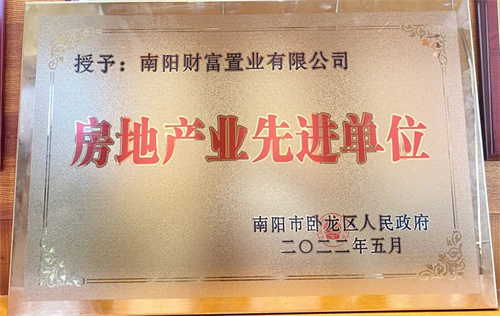 授予：南阳财富置业有限公司
房地产业先进单位
南阳市卧龙区人民政府
二〇二二年五月